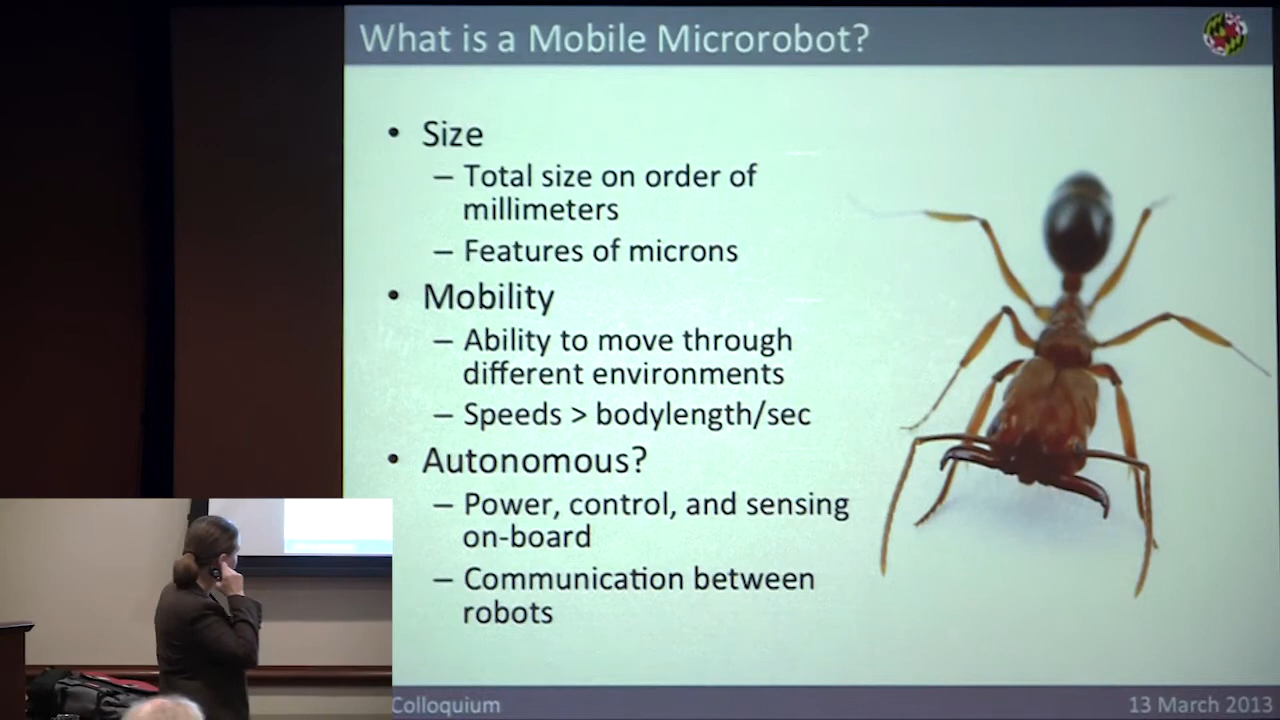 What is a Mobile Microrobot?
• Size
– Total size on order of
millimeters
– Features of microns
• Mobility
– Ability to move through
different environments
– Speeds > bodylength/sec
• Autonomous?
– Power, control, and sensing
on-board
– Communication between
robots
Colloquium
13 March 2013